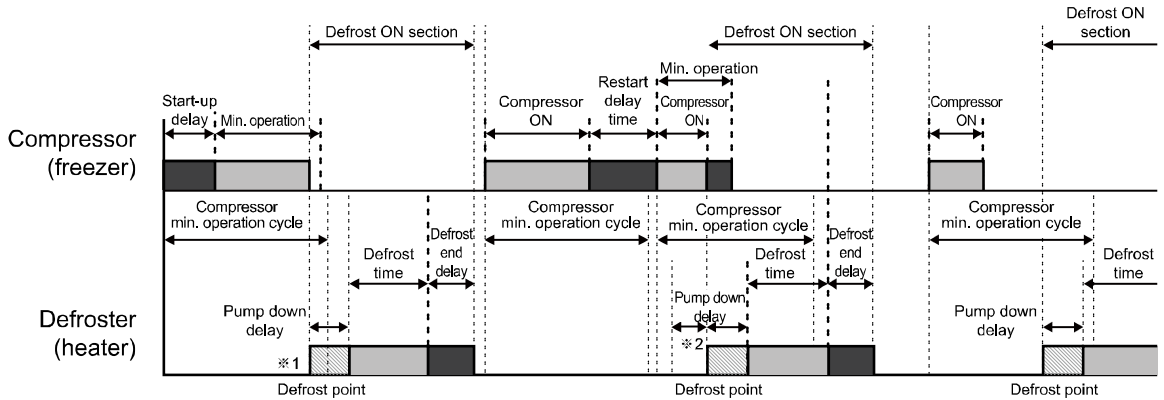 Defrost ON section
Defrost ON section
Defrost ON
section
Start-up
delay
Min. operation
Compressor
ON
Restart
delay
time
Min. operation
Compressor
ON
Compressor
ON
Compressor
(freezer)
Compressor
min. operation cycle
Compressor
min. operation cycle
Compressor
min. operation cycle
Compressor
min. operation cycle
Defrost
time
Defrost
end
delay
Defrost
time
Defrost
end
delay
Defrost
time
Defroster
(heater)
Pump down
delay
※1
Pump down
delay
※2
Pump down
delay
Defrost point
Defrost point
Defrost point